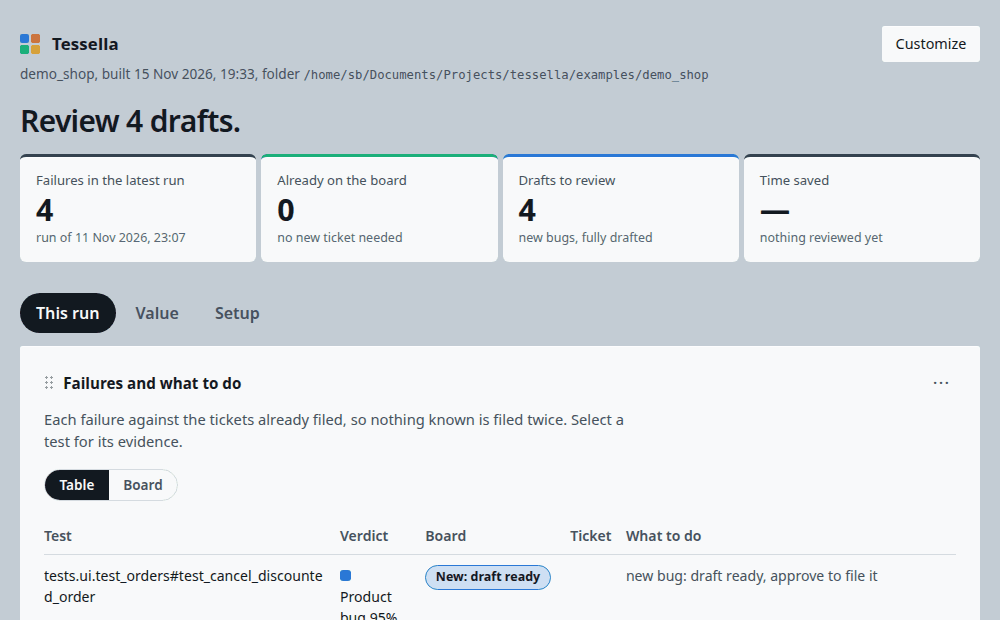 Tessella
Customize
demo_shop, built 15 Nov 2026, 19:33, folder /home/sb/Documents/Projects/tessella/examples/demo_shop
Review 4 drafts.
Failures in the latest run
4
run of 11 Nov 2026, 23:07
Already on the board
0
no new ticket needed
Drafts to review
4
new bugs, fully drafted
Time saved
—
nothing reviewed yet
This run
Value
Setup
Failures and what to do
Each failure against the tickets already filed, so nothing known is filed twice. Select a
test for its evidence.
Table
Board
Test
Verdict
Board
Ticket
What to do
tests.ui.test_orders#test_cancel_discounte
d_order
Product
bug 95%
New: draft ready
new bug: draft ready, approve to file it